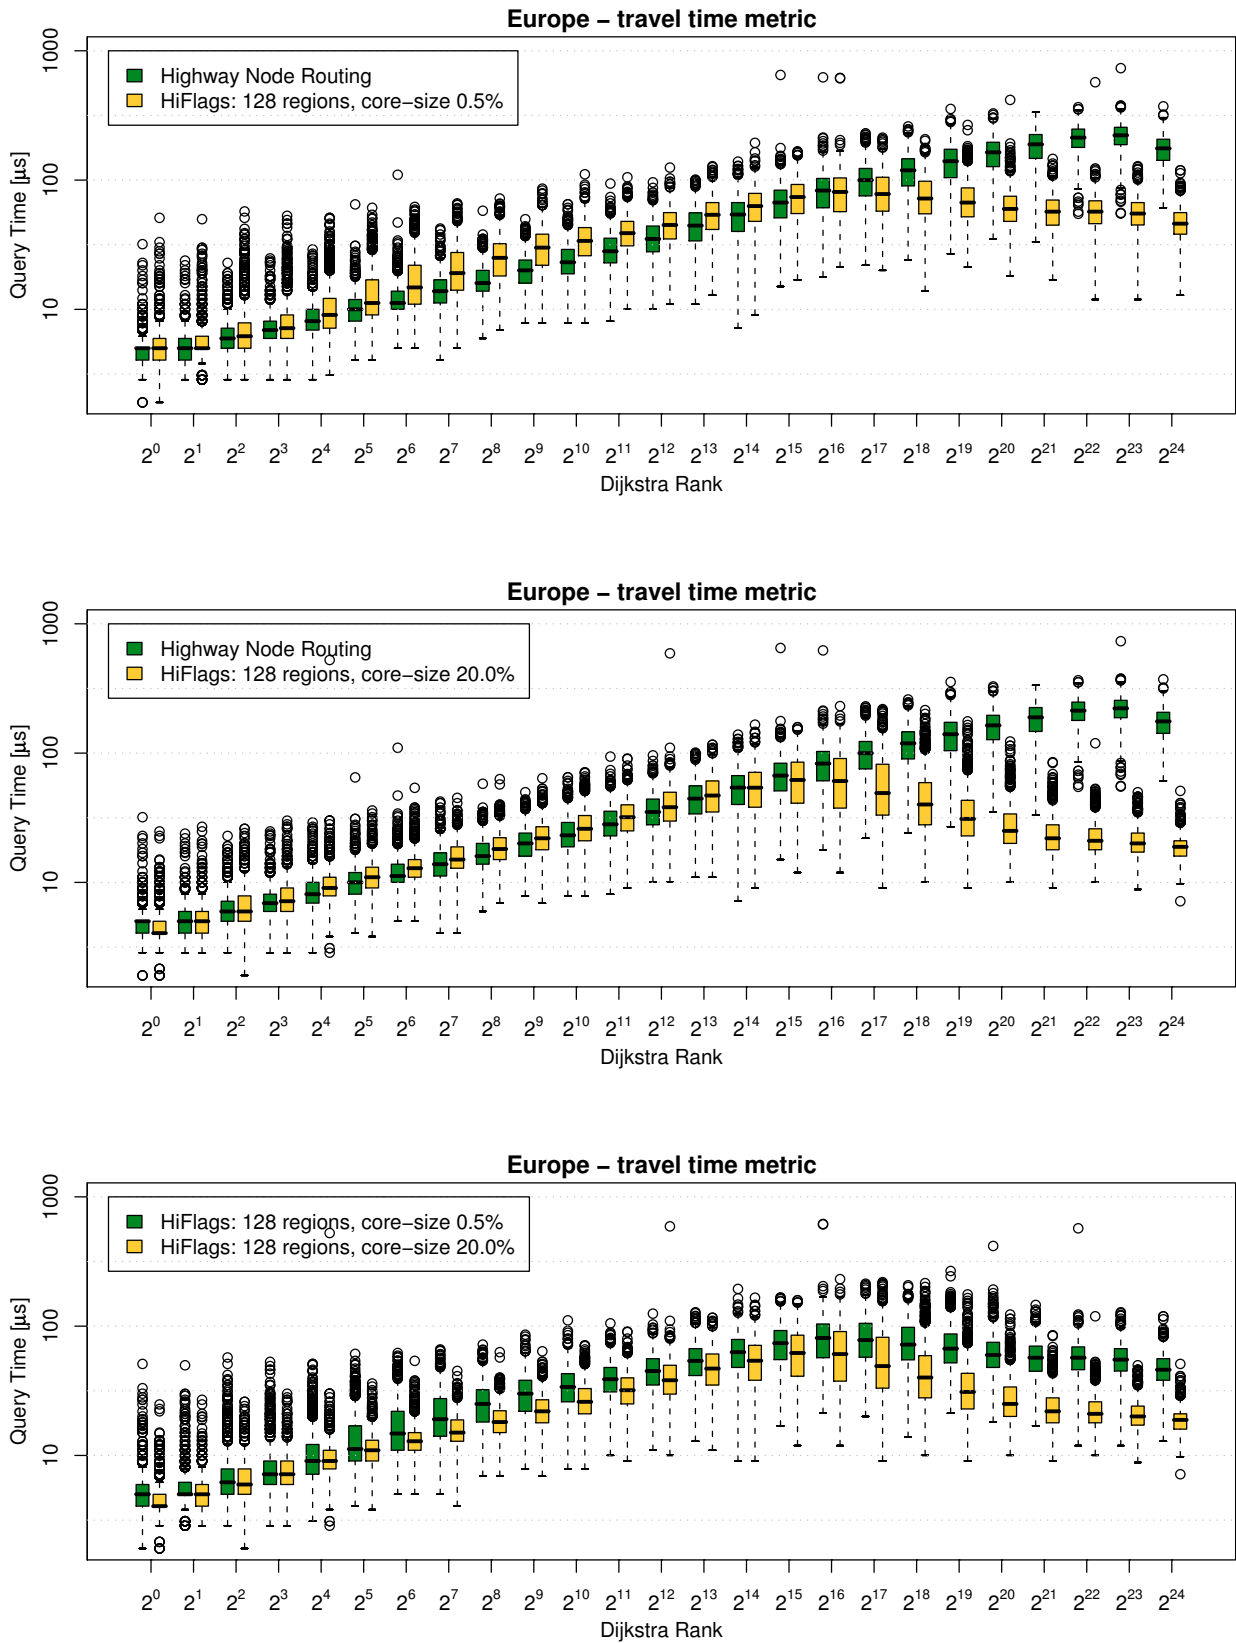 Europe − travel time metric
Highway Node Routing
HiFlags: 128 regions, core−size 0.5%
Query Time [µs]
1000
100
10
2^0 2^1 2^2 2^3 2^4 2^5 2^6 2^7 2^8 2^9 2^10 2^11 2^12 2^13 2^14 2^15 2^16 2^17 2^18 2^19 2^20 2^21 2^22 2^23 2^24
Dijkstra Rank
Europe − travel time metric
Highway Node Routing
HiFlags: 128 regions, core−size 20.0%
Query Time [µs]
1000
100
10
2^0 2^1 2^2 2^3 2^4 2^5 2^6 2^7 2^8 2^9 2^10 2^11 2^12 2^13 2^14 2^15 2^16 2^17 2^18 2^19 2^20 2^21 2^22 2^23 2^24
Dijkstra Rank
Europe − travel time metric
HiFlags: 128 regions, core−size 0.5%
HiFlags: 128 regions, core−size 20.0%
Query Time [µs]
1000
100
10
2^0 2^1 2^2 2^3 2^4 2^5 2^6 2^7 2^8 2^9 2^10 2^11 2^12 2^13 2^14 2^15 2^16 2^17 2^18 2^19 2^20 2^21 2^22 2^23 2^24
Dijkstra Rank